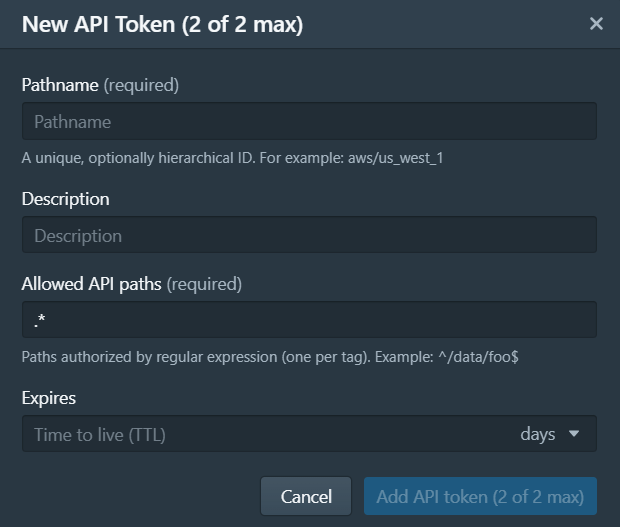 New API Token (2 of 2 max)
Pathname (required)
Pathname
A unique, optionally hierarchical ID. For example: aws/us_west_1
Description
Description
Allowed API paths (required)
.*
Paths authorized by regular expression (one per tag). Example: ^/data/foo$
Expires
Time to live (TTL) days
Cancel Add API token (2 of 2 max)